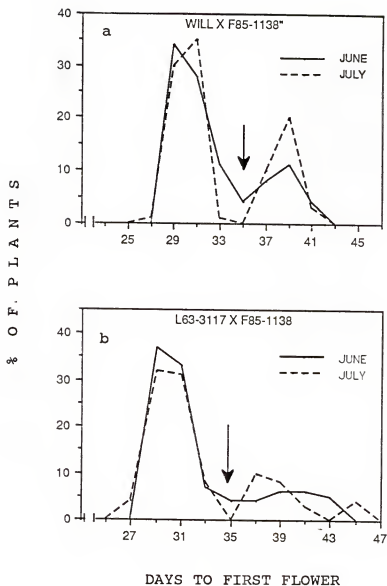 WILL X F85-1138"
a
JUNE
JULY
40
30
20
10
0
25 29 33 37 41 45
L63-3117 X F85-1138
b
JUNE
JULY
40
30
20
10
0
27 31 35 39 43 47
% OF PLANTS
DAYS TO FIRST FLOWER